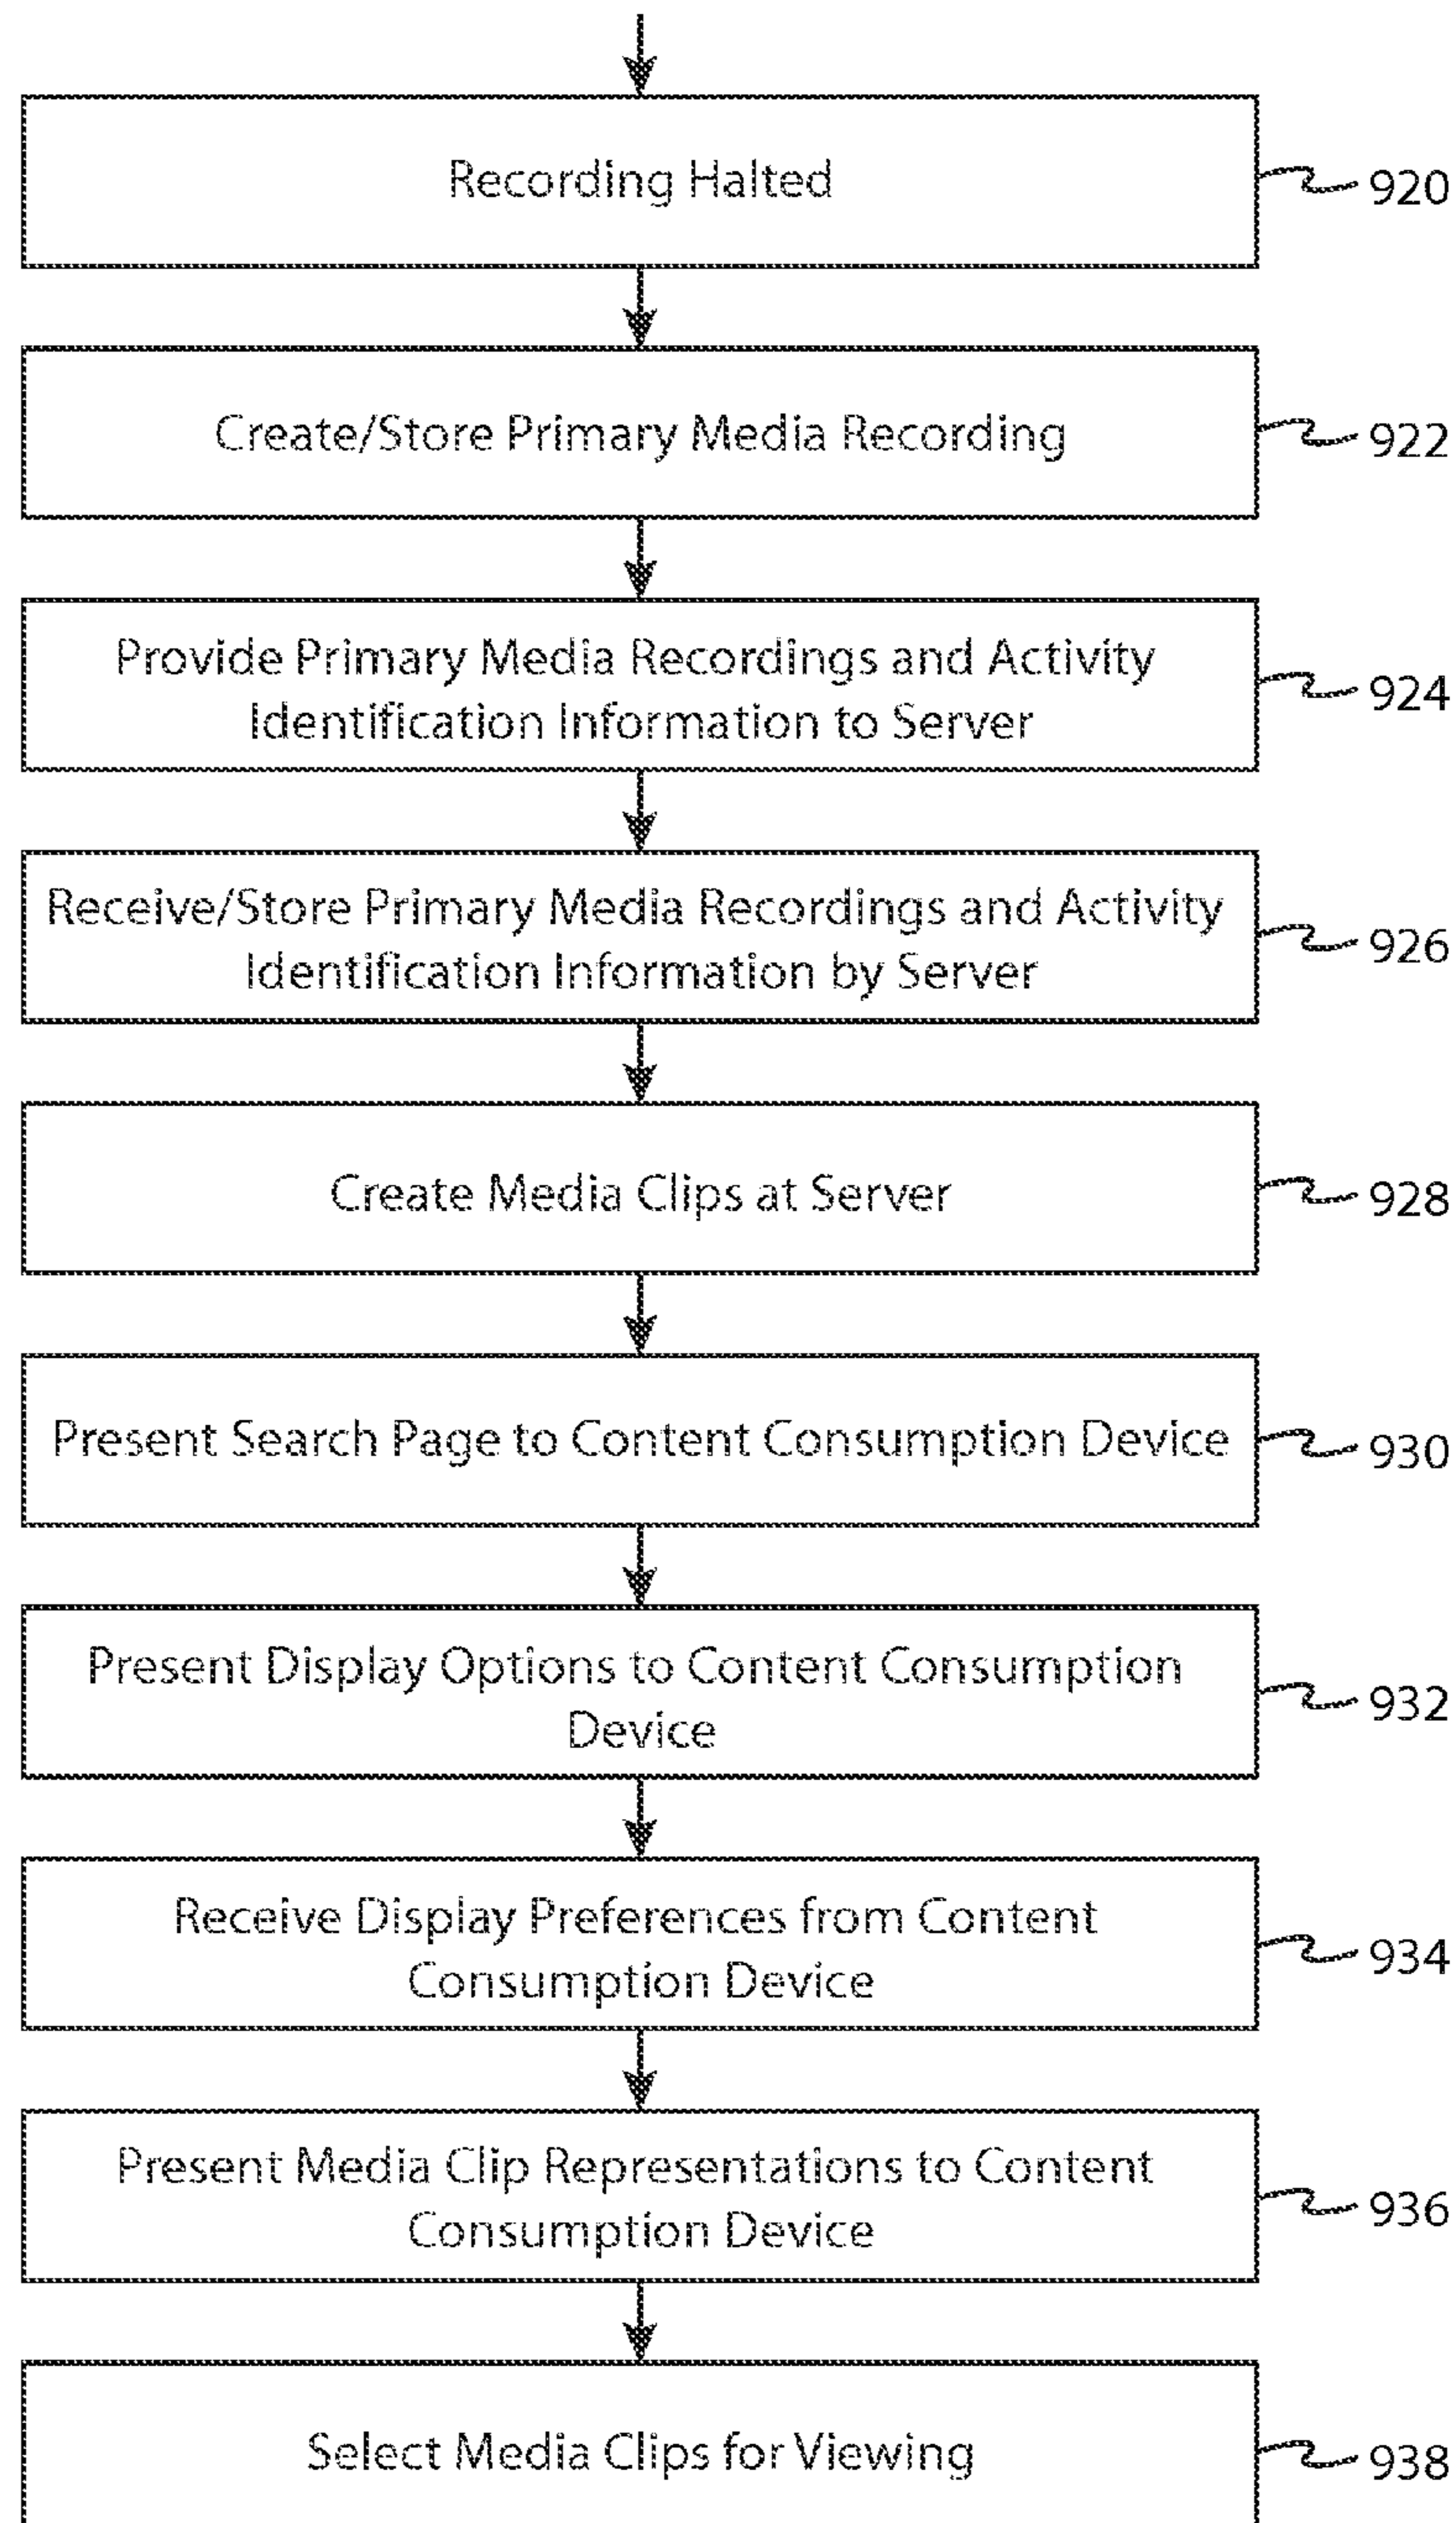 Recording Halted
920
Create/Store Primary Media Recording
922
Provide Primary Media Recordings and Activity
Identification Information to Server
924
Receive/Store Primary Media Recordings and Activity
Identification Information by Server
926
Create Media Clips at Server
928
Present Search Page to Content Consumption Device
930
Present Display Options to Content Consumption
Device
932
Receive Display Preferences from Content
Consumption Device
934
Present Media Clip Representations to Content
Consumption Device
936
Select Media Clips for Viewing
938